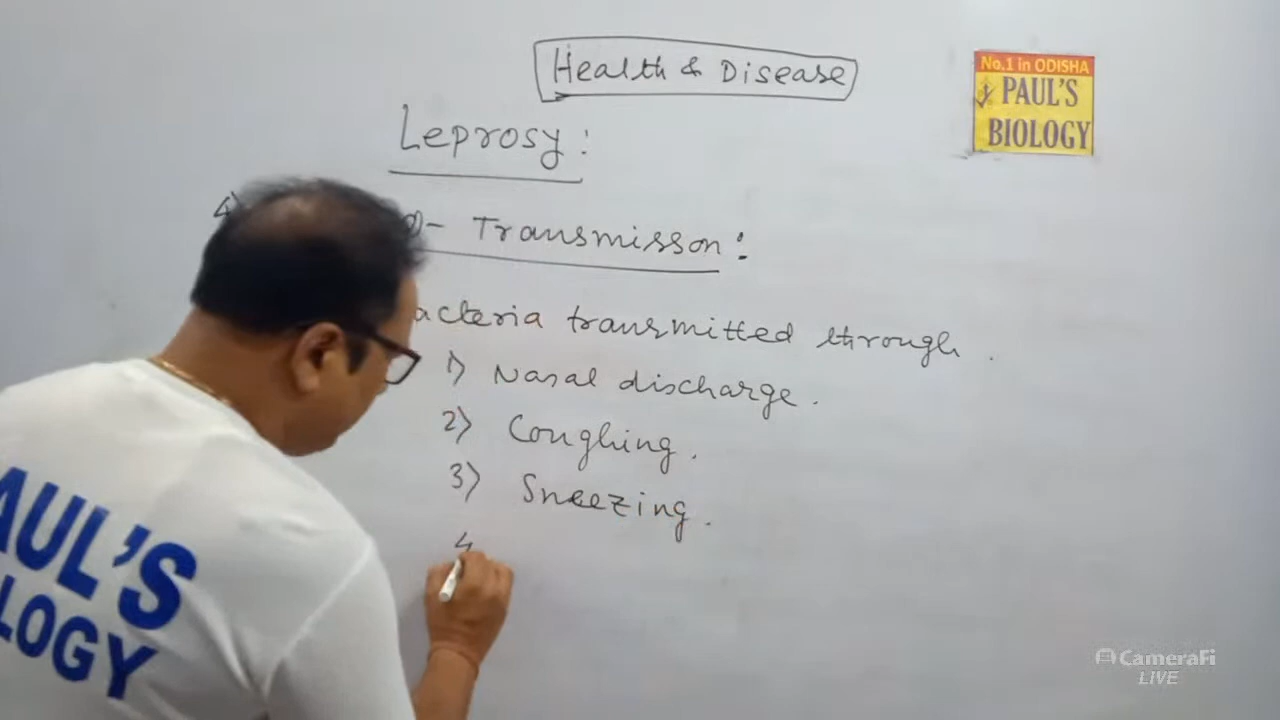 Health & Disease
No.1 in ODISHA
PAUL'S
BIOLOGY
Leprosy:
4) - Transmisson:
acteria transmitted through.
1) Nasal discharge.
2) Coughing.
3) Sneezing.
4
AUL'S
LOGY
CameraFi
LIVE